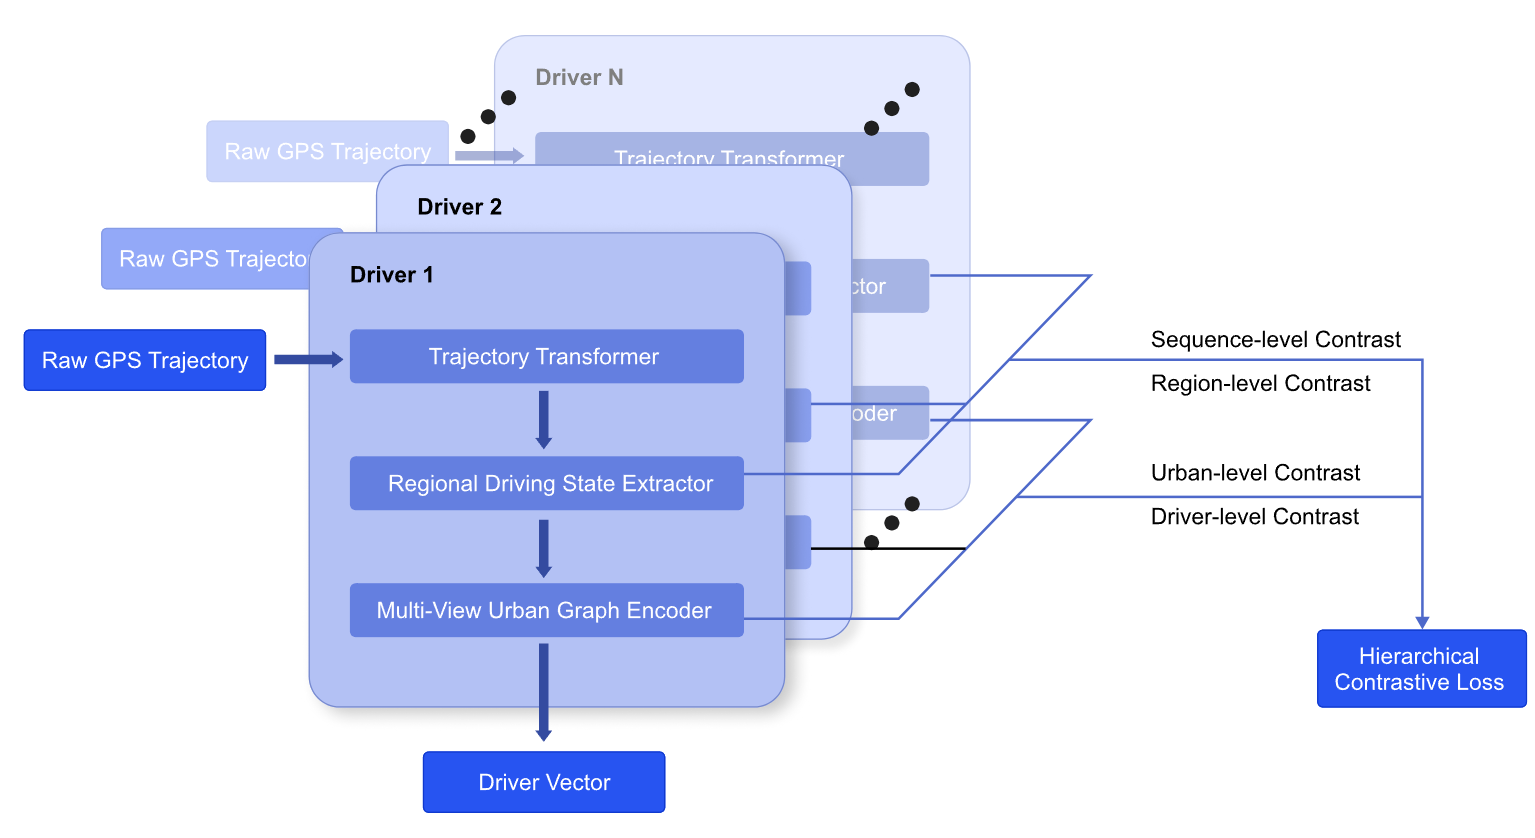 Driver N
Raw GPS Trajectory
Trajectory Transformer
Driver 2
Raw GPS Trajecto
Driver 1
ctor
Raw GPS Trajectory
Trajectory Transformer
Sequence-level Contrast
Region-level Contrast
oder
Regional Driving State Extractor
Urban-level Contrast
Driver-level Contrast
Multi-View Urban Graph Encoder
Hierarchical
Contrastive Loss
Driver Vector